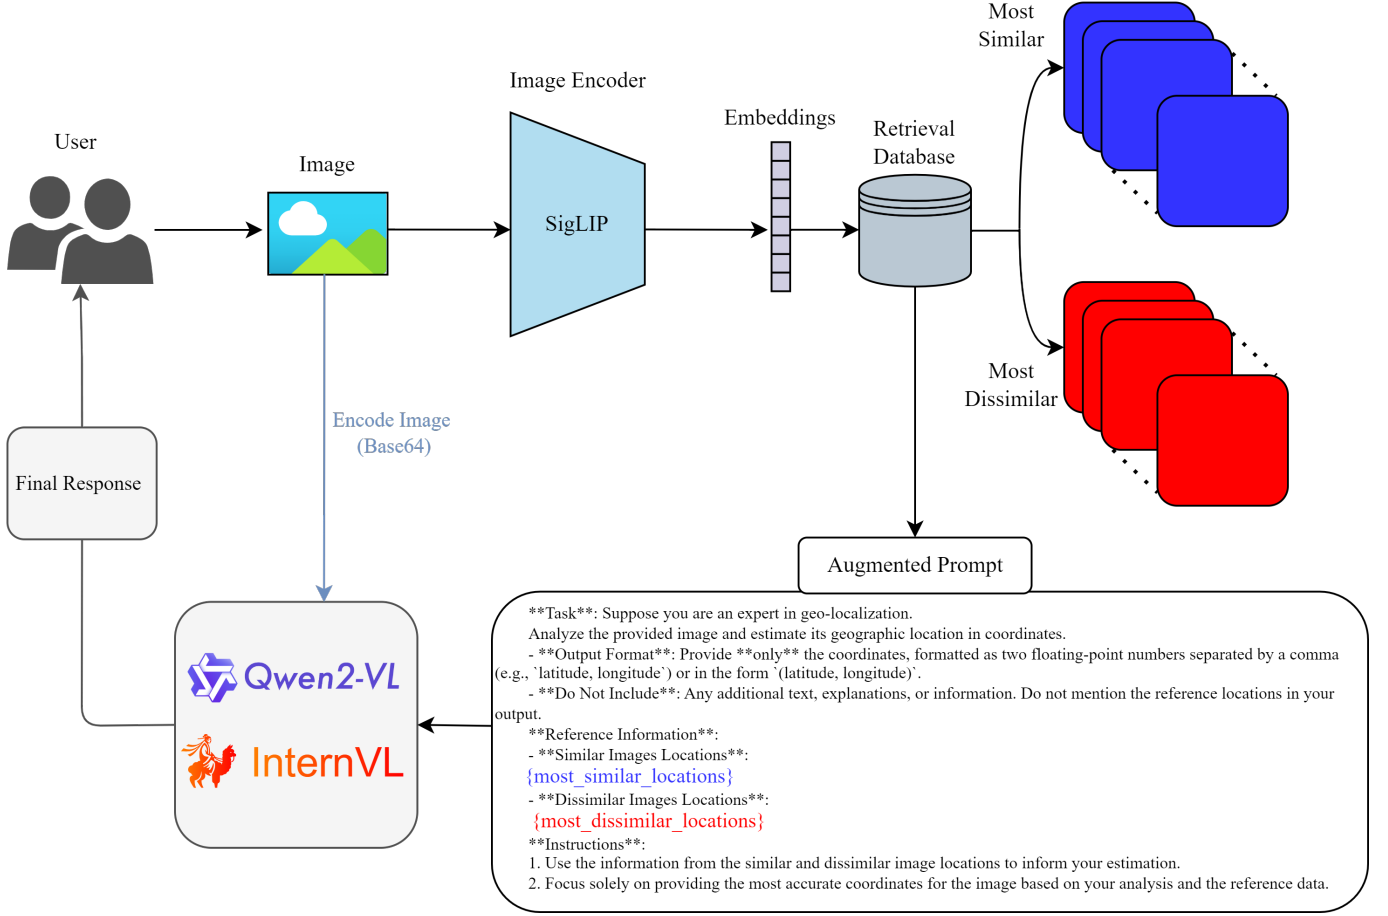 User
Image
Image Encoder
SigLIP
Embeddings
Retrieval
Database
Most
Similar
Most
Dissimilar
Encode Image
(Base64)
Final Response
Qwen2-VL
InternVL
Augmented Prompt
**Task**: Suppose you are an expert in geo-localization.
Analyze the provided image and estimate its geographic location in coordinates.
- **Output Format**: Provide **only** the coordinates, formatted as two floating-point numbers separated by a comma
(e.g., `latitude, longitude`) or in the form `(latitude, longitude)`.
- **Do Not Include**: Any additional text, explanations, or information. Do not mention the reference locations in your
output.
**Reference Information**:
- **Similar Images Locations**:
{most_similar_locations}
- **Dissimilar Images Locations**:
{most_dissimilar_locations}
**Instructions**:
1. Use the information from the similar and dissimilar image locations to inform your estimation.
2. Focus solely on providing the most accurate coordinates for the image based on your analysis and the reference data.